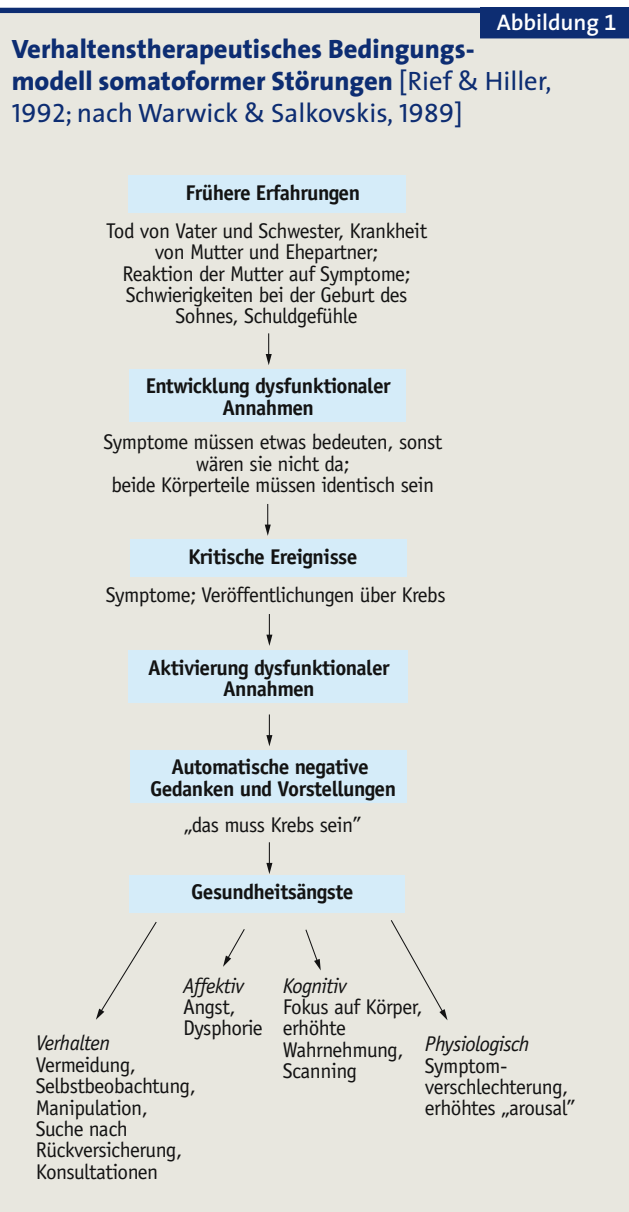 Abbildung 1
Verhaltenstherapeutisches Bedingungs-
modell somatoformer Störungen [Rief & Hiller,
1992; nach Warwick & Salkovskis, 1989]
Frühere Erfahrungen
Tod von Vater und Schwester, Krankheit
von Mutter und Ehepartner;
Reaktion der Mutter auf Symptome;
Schwierigkeiten bei der Geburt des
Sohnes, Schuldgefühle
Entwicklung dysfunktionaler
Annahmen
Symptome müssen etwas bedeuten, sonst
wären sie nicht da;
beide Körperteile müssen identisch sein
Kritische Ereignisse
Symptome; Veröffentlichungen über Krebs
Aktivierung dysfunktionaler
Annahmen
Automatische negative
Gedanken und Vorstellungen
„das muss Krebs sein”
Gesundheitsängste
Verhalten
Vermeidung,
Selbstbeobachtung,
Manipulation,
Suche nach
Rückversicherung,
Konsultationen
Affektiv
Angst,
Dysphorie
Kognitiv
Fokus auf Körper,
erhöhte
Wahrnehmung,
Scanning
Physiologisch
Symptom-
verschlechterung,
erhöhtes „arousal”